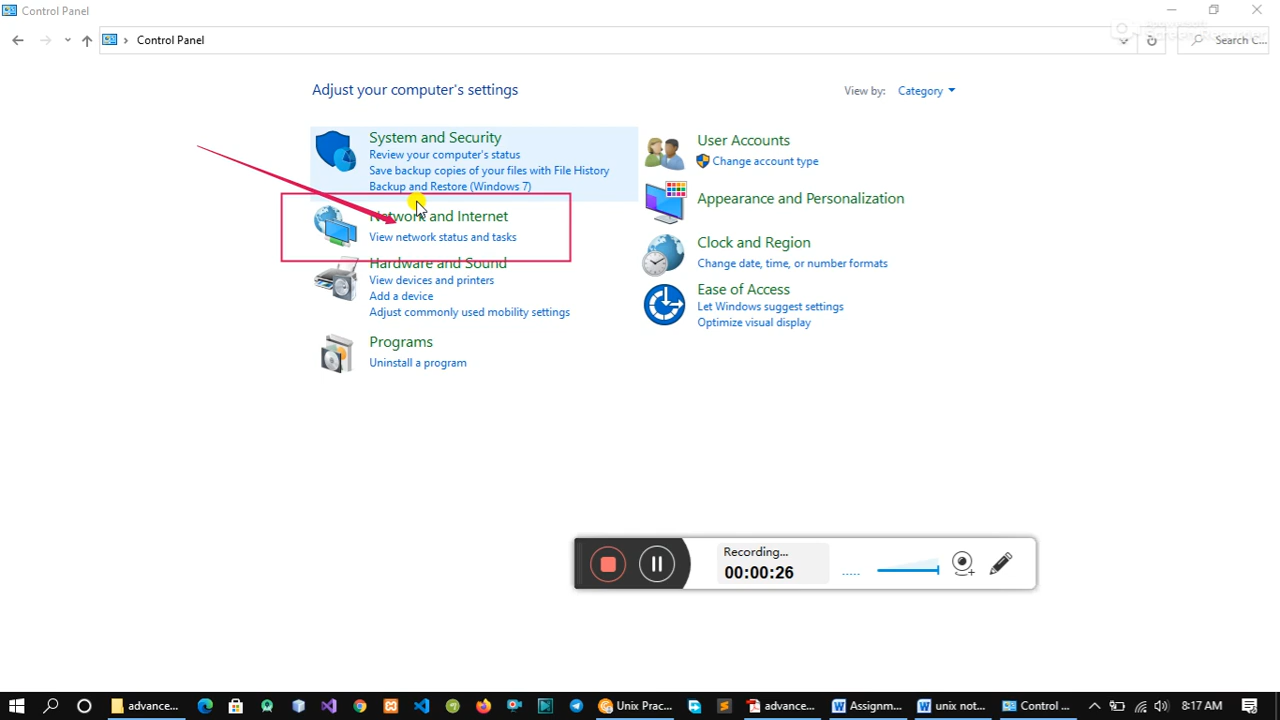 Control Panel
Control Panel
Search C...
Adjust your computer's settings
View by:
Category
System and Security
Review your computer's status
Save backup copies of your files with File History
Backup and Restore (Windows 7)
Network and Internet
View network status and tasks
Hardware and Sound
View devices and printers
Add a device
Adjust commonly used mobility settings
Programs
Uninstall a program
User Accounts
Change account type
Appearance and Personalization
Clock and Region
Change date, time, or number formats
Ease of Access
Let Windows suggest settings
Optimize visual display
Recording...
00:00:26
advance...
Unix Prac...
advance...
Assignm...
unix not...
Control ...
8:17 AM